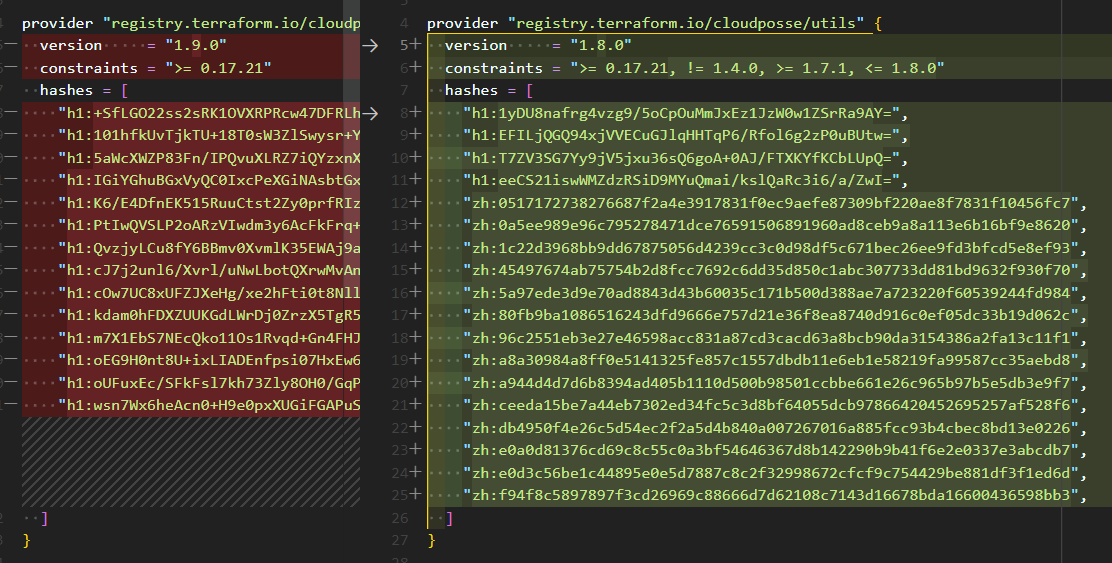 provider "registry.terraform.io/cloudp
version = "1.9.0"
constraints = ">= 0.17.21"
hashes = [
"h1:+SfLGO22ss2sRK1OVXRPRcw47DFRLh
"h1:101hfkUvTjkTU+18T0sW3ZlSwysr+Y
"h1:5aWcXWZP83Fn/IPQvuXLRZ7iQYzxnX
"h1:IGiYGhuBGxVyQC0IxcPeXGiNAsbtGx
"h1:K6/E4DfnEK515RuuCtst2Zy0prfRIz
"h1:PtIwQVSLP2oARzVIwdm3y6AcFkFrq+
"h1:QvzjyLCu8fY6BBmv0XvmlK35EWAj9a
"h1:cJ7j2unl6/Xvrl/uNwLbotQXrwMvAn
"h1:cOw7UC8xUFZJXeHg/xe2hFti0t8Nll
"h1:kdam0hFDXZUUKGdLWrDj0ZrzX5TgR5
"h1:m7X1EbS7NEcQko11Os1Rvqd+Gn4FHJ
"h1:oEG9H0nt8U+ixLIADEnfpsi07HxEw6
"h1:oUFuxEc/SFkFsl7kh73Zly8OH0/GqP
"h1:wsn7Wx6heAcn0+H9e0pxXUGiFGAPuS
]
}
4 provider "registry.terraform.io/cloudposse/utils" {
5+ version = "1.8.0"
6+ constraints = ">= 0.17.21, != 1.4.0, >= 1.7.1, <= 1.8.0"
7 hashes = [
8+ "h1:1yDU8nafrg4vzg9/5oCpOuMmJxEz1JzW0w1ZSrRa9AY=",
9+ "h1:EFILjQGQ94xjVVECuGJlqHHTqP6/Rfol6g2zP0uBUtw=",
10+ "h1:T7ZV3SG7Yy9jV5jxu36sQ6goA+0AJ/FTXKYfKCbLUpQ=",
11+ "h1:eeCS21iswWMZdzRSiD9MYuQmai/kslQaRc3i6/a/ZwI=",
12+ "zh:0517172738276687f2a4e3917831f0ec9aefe87309bf220ae8f7831f10456fc7",
13+ "zh:0a5ee989e96c795278471dce76591506891960ad8ceb9a8a113e6b16bf9e8620",
14+ "zh:1c22d3968bb9dd67875056d4239cc3c0d98df5c671bec26ee9fd3bfcd5e8ef93",
15+ "zh:45497674ab75754b2d8fcc7692c6dd35d850c1abc307733dd81bd9632f930f70",
16+ "zh:5a97ede3d9e70ad8843d43b60035c171b500d388ae7a723220f60539244fd984",
17+ "zh:80fb9ba1086516243dfd9666e757d21e36f8ea8740d916c0ef05dc33b19d062c",
18+ "zh:96c2551eb3e27e46598acc831a87cd3cacd63a8bcb90da3154386a2fa13c11f1",
19+ "zh:a8a30984a8ff0e5141325fe857c1557dbdb11e6eb1e58219fa99587cc35aebd8",
20+ "zh:a944d4d7d6b8394ad405b1110d500b98501ccbbe661e26c965b97b5e5db3e9f7",
21+ "zh:ceeda15be7a44eb7302ed34fc5c3d8bf64055dcb97866420452695257af528f6",
22+ "zh:db4950f4e26c5d54ec2f2a5d4b840a007267016a885fcc93b4cbec8bd13e0226",
23+ "zh:e0a0d81376cd69c8c55c0a3bf54646367d8b142290b9b41f6e2e0337e3abcdb7",
24+ "zh:e0d3c56be1c44895e0e5d7887c8c2f32998672cfcf9c754429be881df3f1ed6d",
25+ "zh:f94f8c5897897f3cd26969c88666d7d62108c7143d16678bda16600436598bb3",
26 ]
27 }